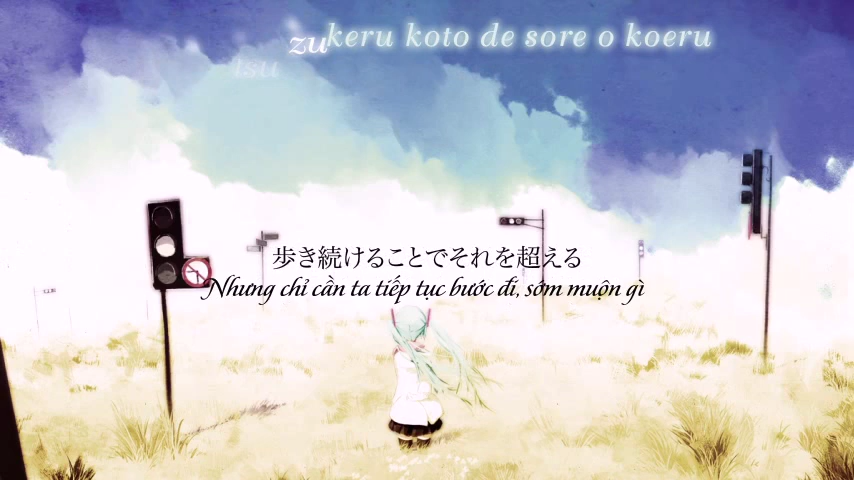 tsu
zukeru koto de sore o koeru
歩き続けることでそれを超える
Nhưng chỉ cần ta tiếp tục bước đi, sớm muộn gì